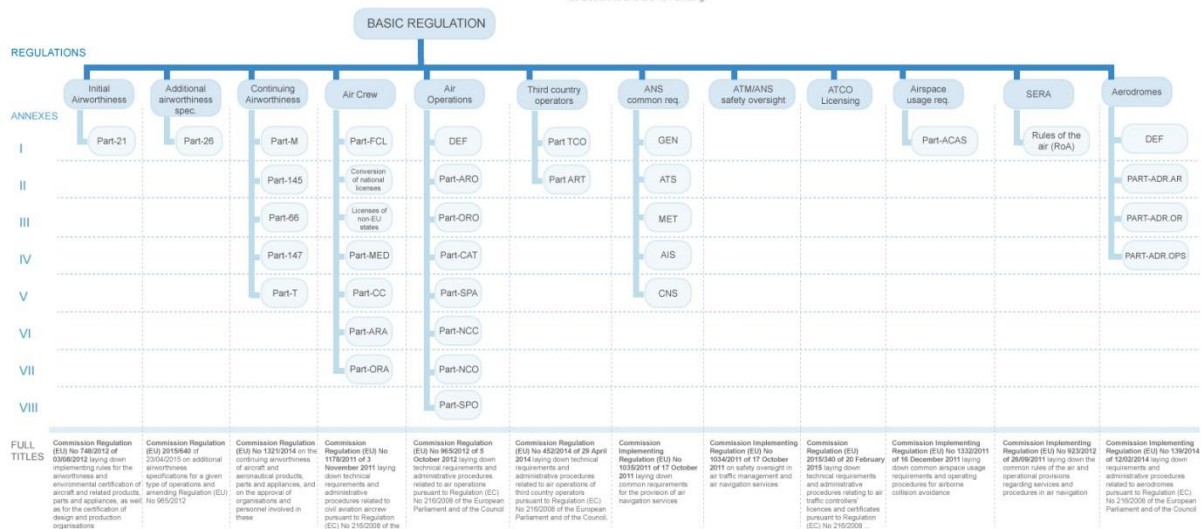 BASIC REGULATION
REGULATIONS
Initial
Airworthiness
Additional
airworthiness
spec.
Continuing
Airworthiness
Air Crew
Air
Operations
Third country
operators
ANS
common req.
ATM/ANS
safety oversight
ATCO
Licensing
Airspace
usage req.
SERA
Aerodromes
ANNEXES
I
Part-21
Part-26
Part-M
Part-FCL
DEF
Part TCO
GEN
Part-ACAS
Rules of the
air (RoA)
DEF
II
Part-145
Conversion
of national
licenses
Part-ARO
Part ART
ATS
PART-ADR.AR
III
Part-66
Licenses of
non-EU
states
Part-ORO
MET
PART-ADR.OR
IV
Part-147
Part-MED
Part-CAT
AIS
PART-ADR.OPS
V
Part-T
Part-CC
Part-SPA
CNS
VI
Part-ARA
Part-NCC
VII
Part-ORA
Part-NCO
VIII
Part-SPO
FULL
TITLES
Commission Regulation
(EU) No 748/2012 of
03/08/2012 laying down
implementing rules for the
airworthiness and
environmental certification of
aircraft and related products,
parts and appliances, as well
as for the certification of
design and production
organisations
Commission Regulation
(EU) 2015/640 of
23/04/2015 on additional
airworthiness
specifications for a given
type of operations and
amending Regulation (EU)
No 965/2012
Commission Regulation
(EU) No 1321/2014 on the
continuing airworthiness
of aircraft and
aeronautical products,
parts and appliances, and
on the approval of
organisations and
personnel involved in
these
Commission
Regulation (EU) No
1178/2011 of 3
November 2011 laying
down technical
requirements and
administrative
procedures related to
civil aviation aircrew
pursuant to Regulation
(EC) No 216/2008 of the
Commission Regulation
(EU) No 965/2012 of 5
October 2012 laying down
technical requirements and
administrative procedures
related to air operations
pursuant to Regulation (EC)
No 216/2008 of the European
Parliament and of the Council
Commission Regulation
(EU) No 452/2014 of 29 April
2014 laying down technical
requirements and
administrative procedures
related to air operations of
third country operators
pursuant to Regulation (EC)
No 216/2008 of the European
Parliament and of the Council.
Commission
Implementing
Regulation (EU) No
1035/2011 of 17 October
2011 laying down
common requirements
for the provision of air
navigation services
Commission Implementing
Regulation (EU) No
1034/2011 of 17 October
2011 on safety oversight in
air traffic management and
air navigation services
Commission
Regulation (EU)
2015/340 of 20 February
2015 laying down
technical requirements
and administrative
procedures relating to air
traffic controllers'
licences and certificates
pursuant to Regulation
(EC) No 216/2008 ...
Commission Implementing
Regulation (EU) No 1332/2011
of 16 December 2011 laying
down common airspace usage
requirements and operating
procedures for airborne
collision avoidance
Commission Implementing
Regulation (EU) No 923/2012
of 26/09/2011 laying down the
common rules of the air and
operational provisions
regarding services and
procedures in air navigation
Commission Implementing
Regulation (EU) No 139/2014
of 12/02/2014 laying down
requirements and
administrative procedures
related to aerodromes
pursuant to Regulation (EC)
No 216/2008 of the European
Parliament and of the Council